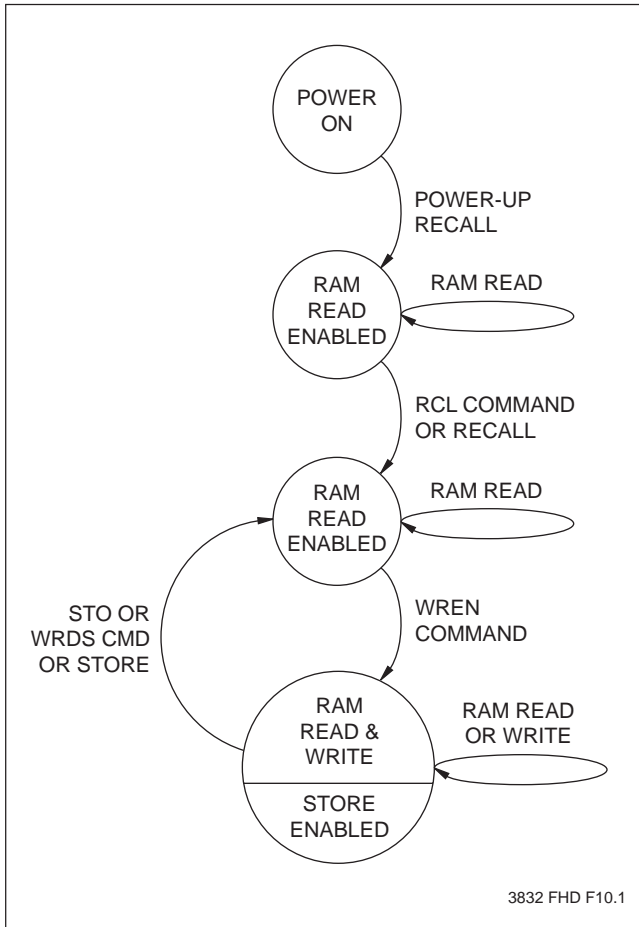 POWER
ON
POWER-UP
RECALL
RAM
READ
ENABLED
RAM READ
RCL COMMAND
OR RECALL
RAM
READ
ENABLED
RAM READ
STO OR
WRDS CMD
OR STORE
WREN
COMMAND
RAM
READ &
WRITE
RAM READ
OR WRITE
STORE
ENABLED
3832 FHD F10.1